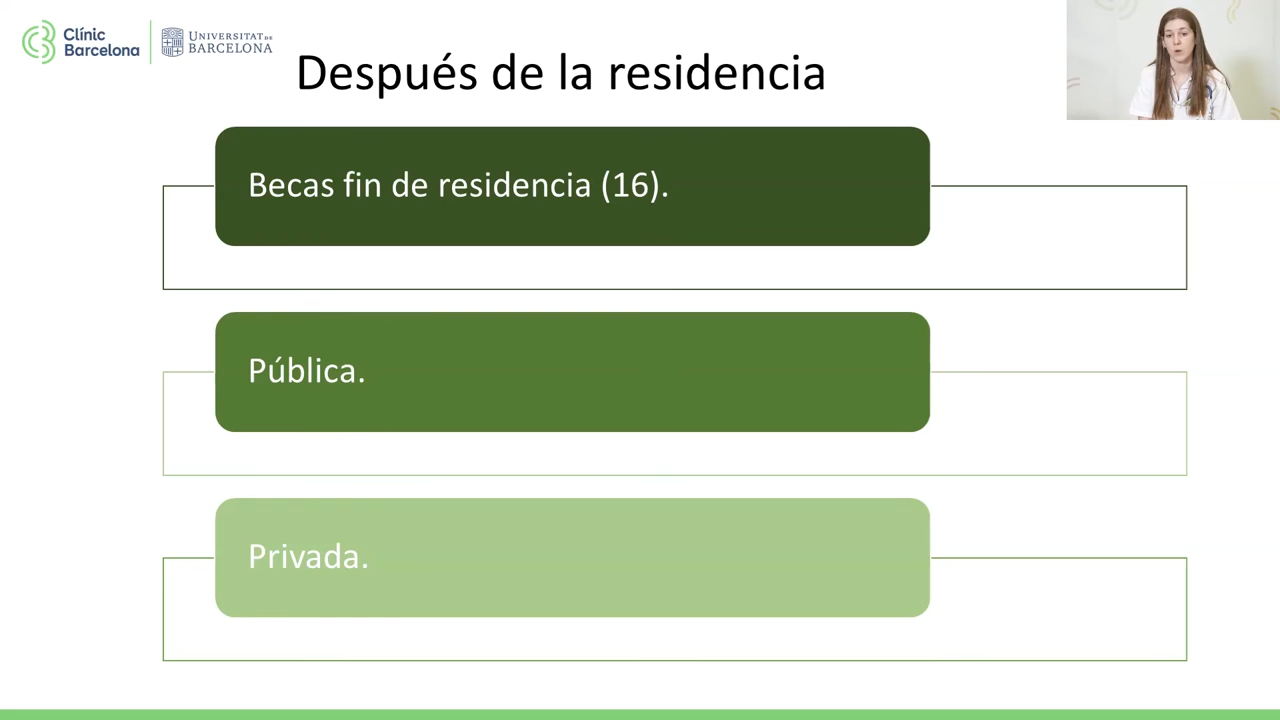 Clínic
Barcelona
UNIVERSITAT DE
BARCELONA
Después de la residencia
Becas fin de residencia (16).
Pública.
Privada.